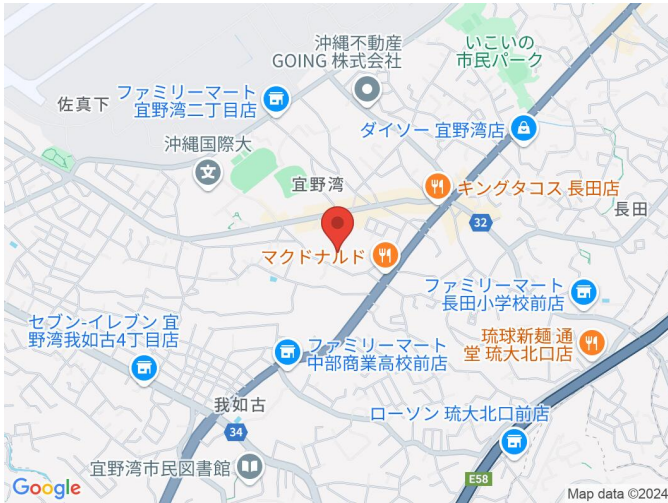 沖縄不動産
GOING 株式会社
いこいの
市民パーク
佐真下
ファミリーマート
宜野湾二丁目店
ダイソー 宜野湾店
沖縄国際大
宜野湾
キングタコス 長田店
長田
32
マクドナルド
ファミリーマート
長田小学校前店
セブン-イレブン 宜
野湾我如古4丁目店
ファミリーマート
中部商業高校前店
琉球新麺 通
堂 琉大北口店
我如古
ローソン 琉大北口前店
34
宜野湾市民図書館
E58
Google
Map data ©2024